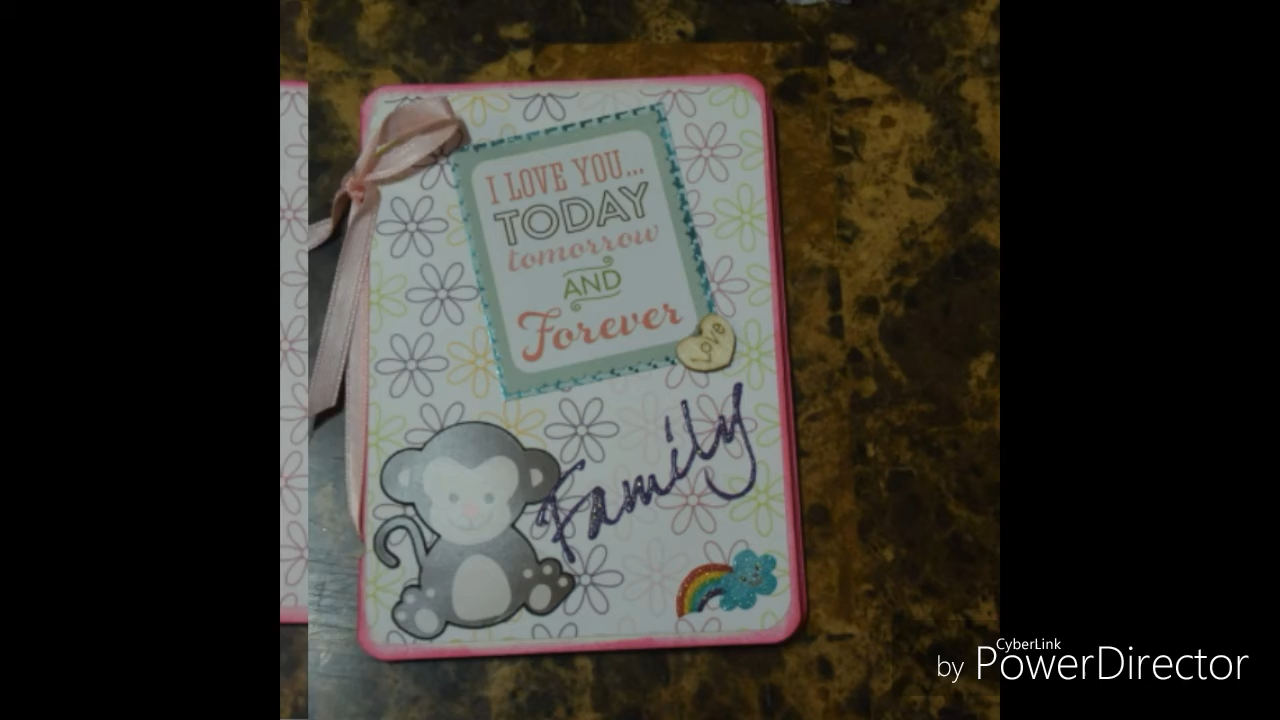 I LOVE YOU...
TODAY
tomorrow
AND
Forever
Love
Family
CyberLink
by PowerDirector